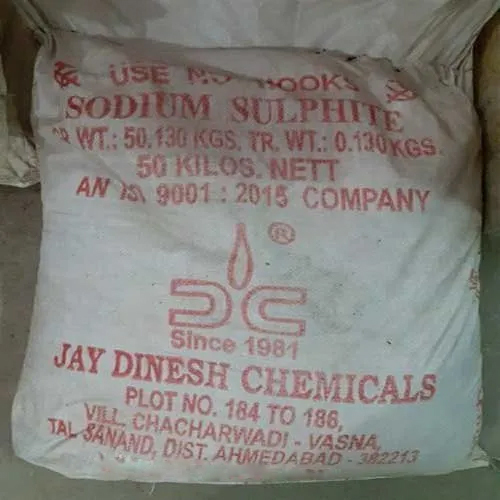 USE NO HOOKS
SODIUM SULPHITE
GR WT.: 50.130 KGS. TR. WT.: 0.130 KGS.
50 KILOS. NETT
AN IS 9001 : 2015 COMPANY
®
Since 1981
JAY DINESH CHEMICALS
PLOT NO. 184 TO 186,
VILL. CHACHARWADI - VASNA,
TAL SANAND, DIST. AHMEDABAD - 382213